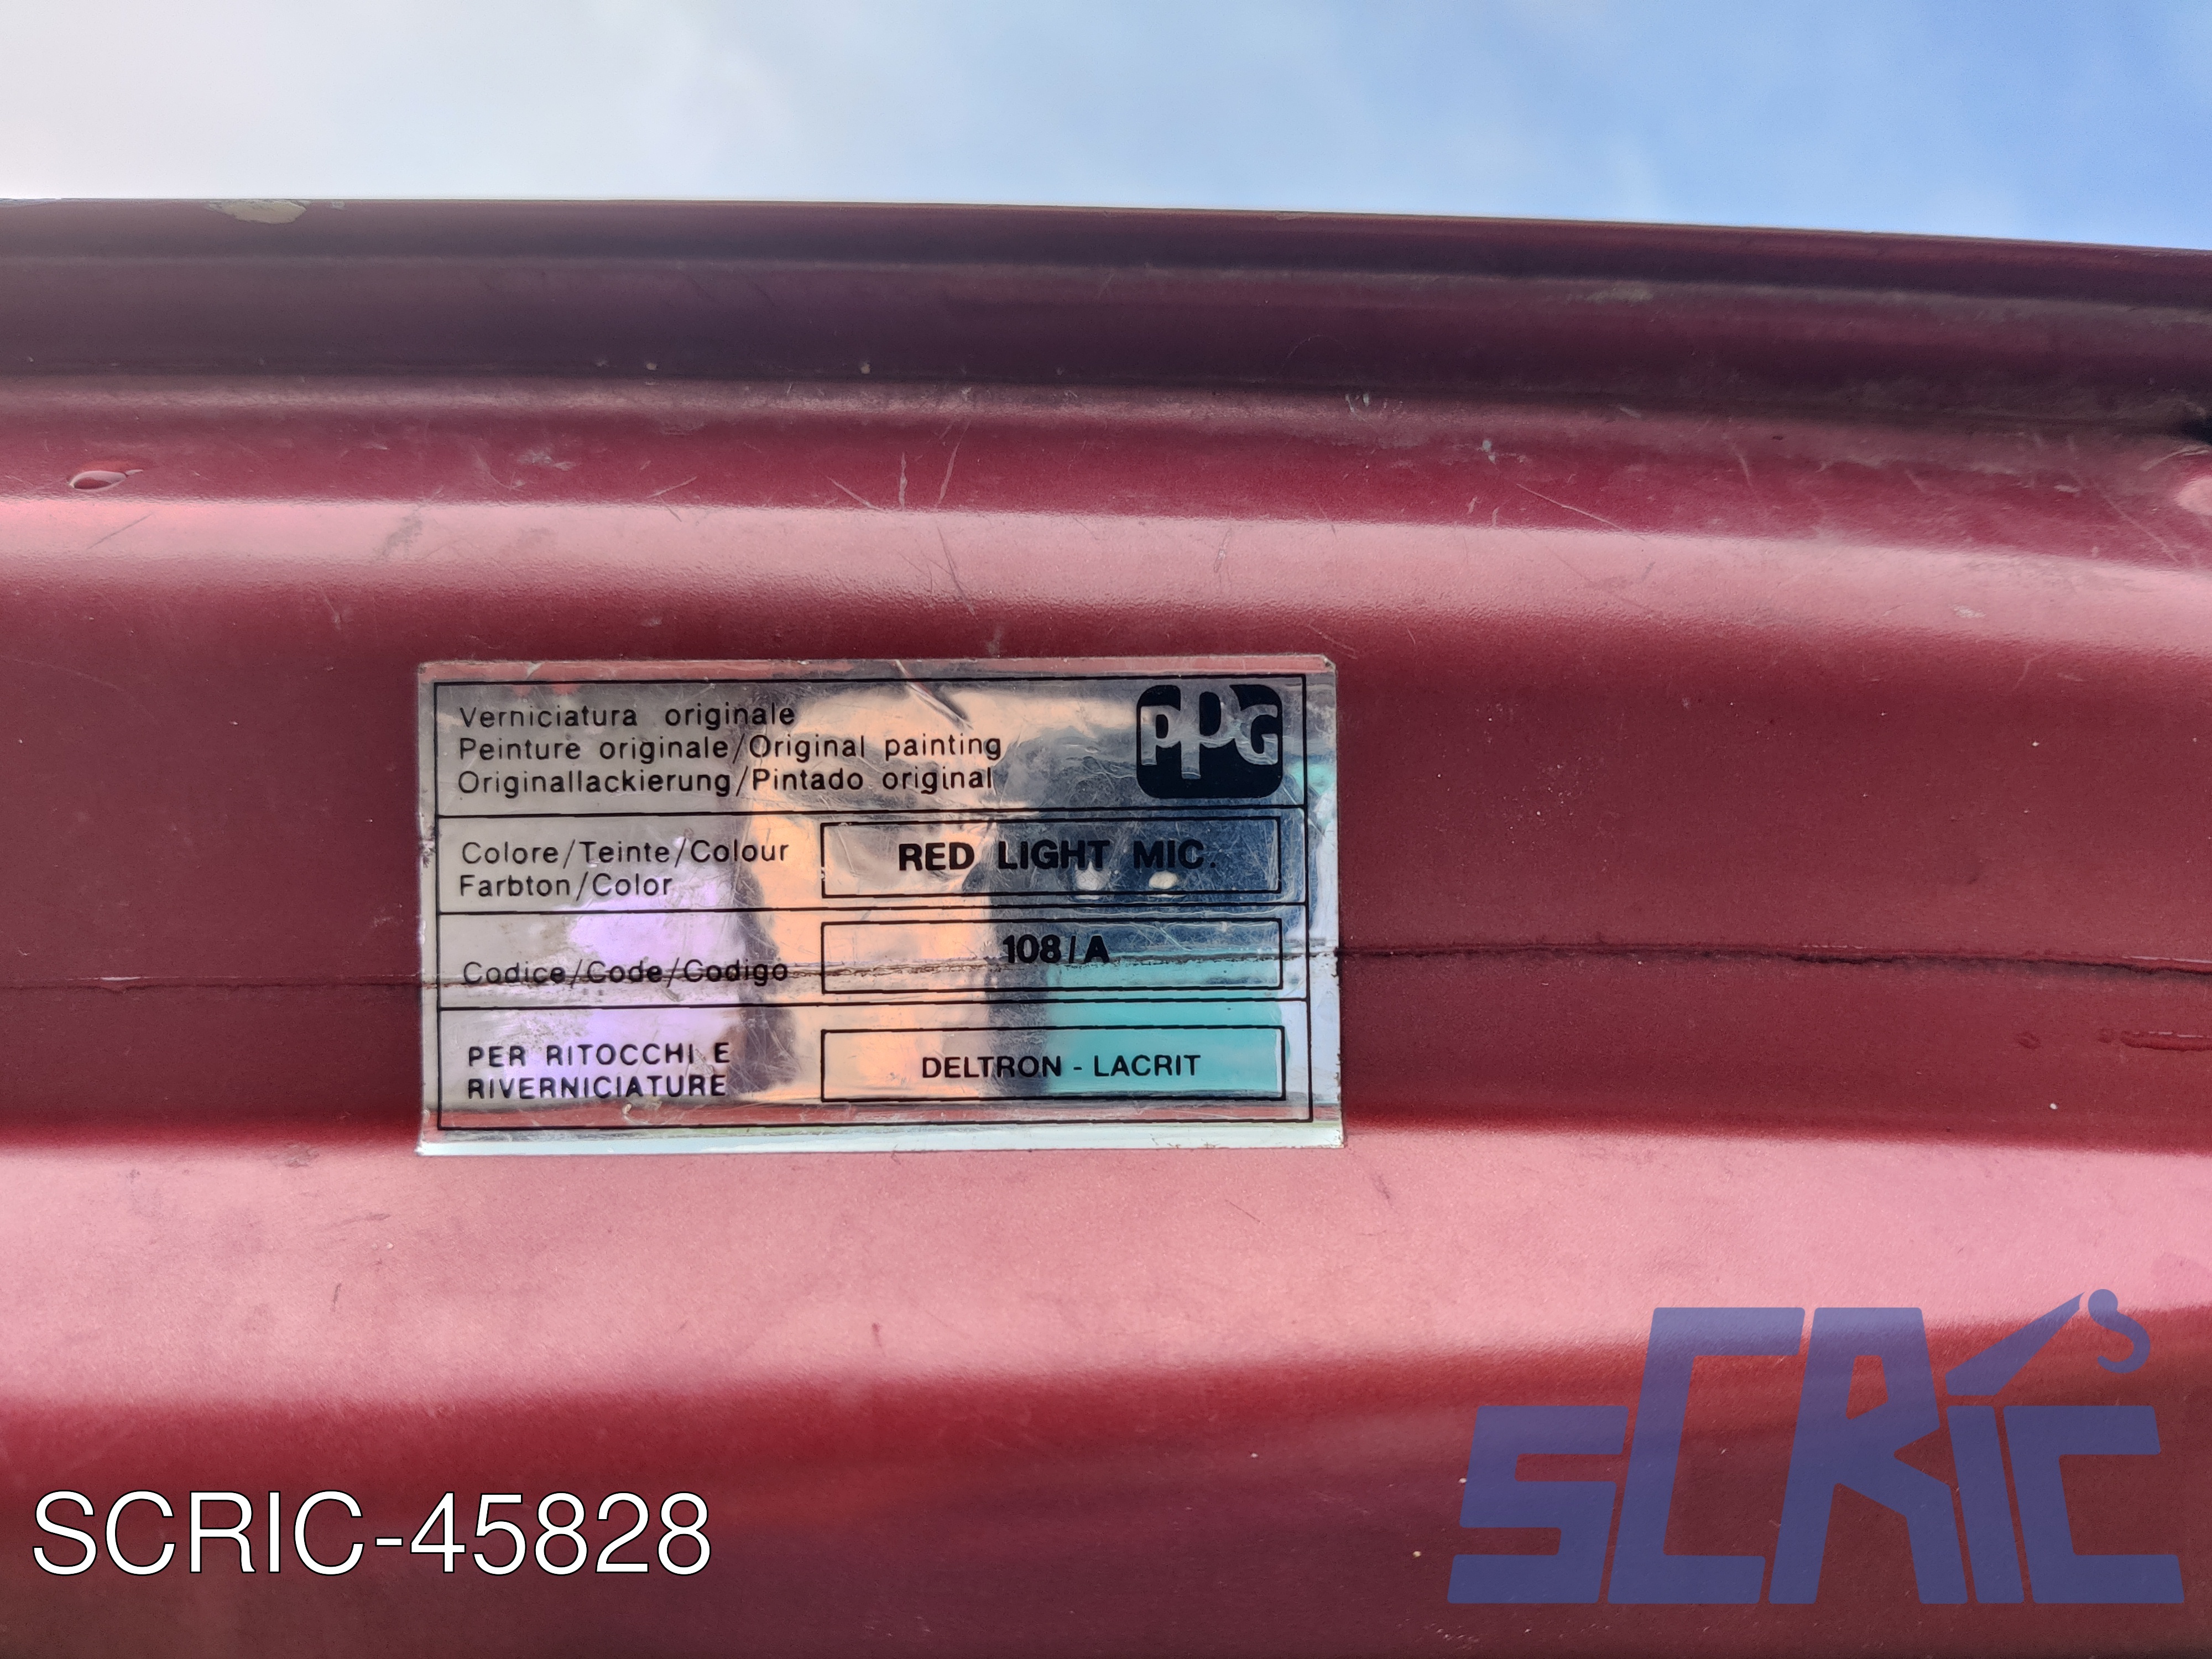 Verniciatura originale
Peinture originale/Original painting
Originallackierung/Pintado original
PPG
Colore/Teinte/Colour
Farbton/Color
RED LIGHT MIC.
Codice/Code/Codigo
108/A
PER RITOCCHI E
RIVERNICIATURE
DELTRON - LACRIT
SCRIC-45828
SCRIC